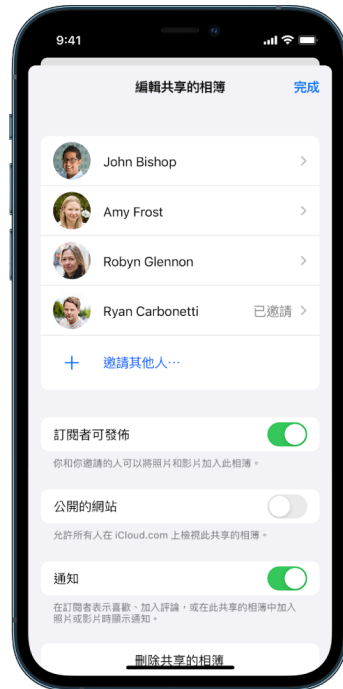 9:41
編輯共享的相簿
完成
John Bishop
Amy Frost
Robyn Glennon
Ryan Carbonetti 已邀請
邀請其他人⋯
訂閱者可發佈
你和你邀請的人可以將照片和影片加入此相簿。
公開的網站
允許所有人在 iCloud.com 上檢視此共享的相簿。
通知
在訂閱者表示喜歡、加入評論，或在此共享的相簿中加入
照片或影片時顯示通知。
刪除共享的相簿